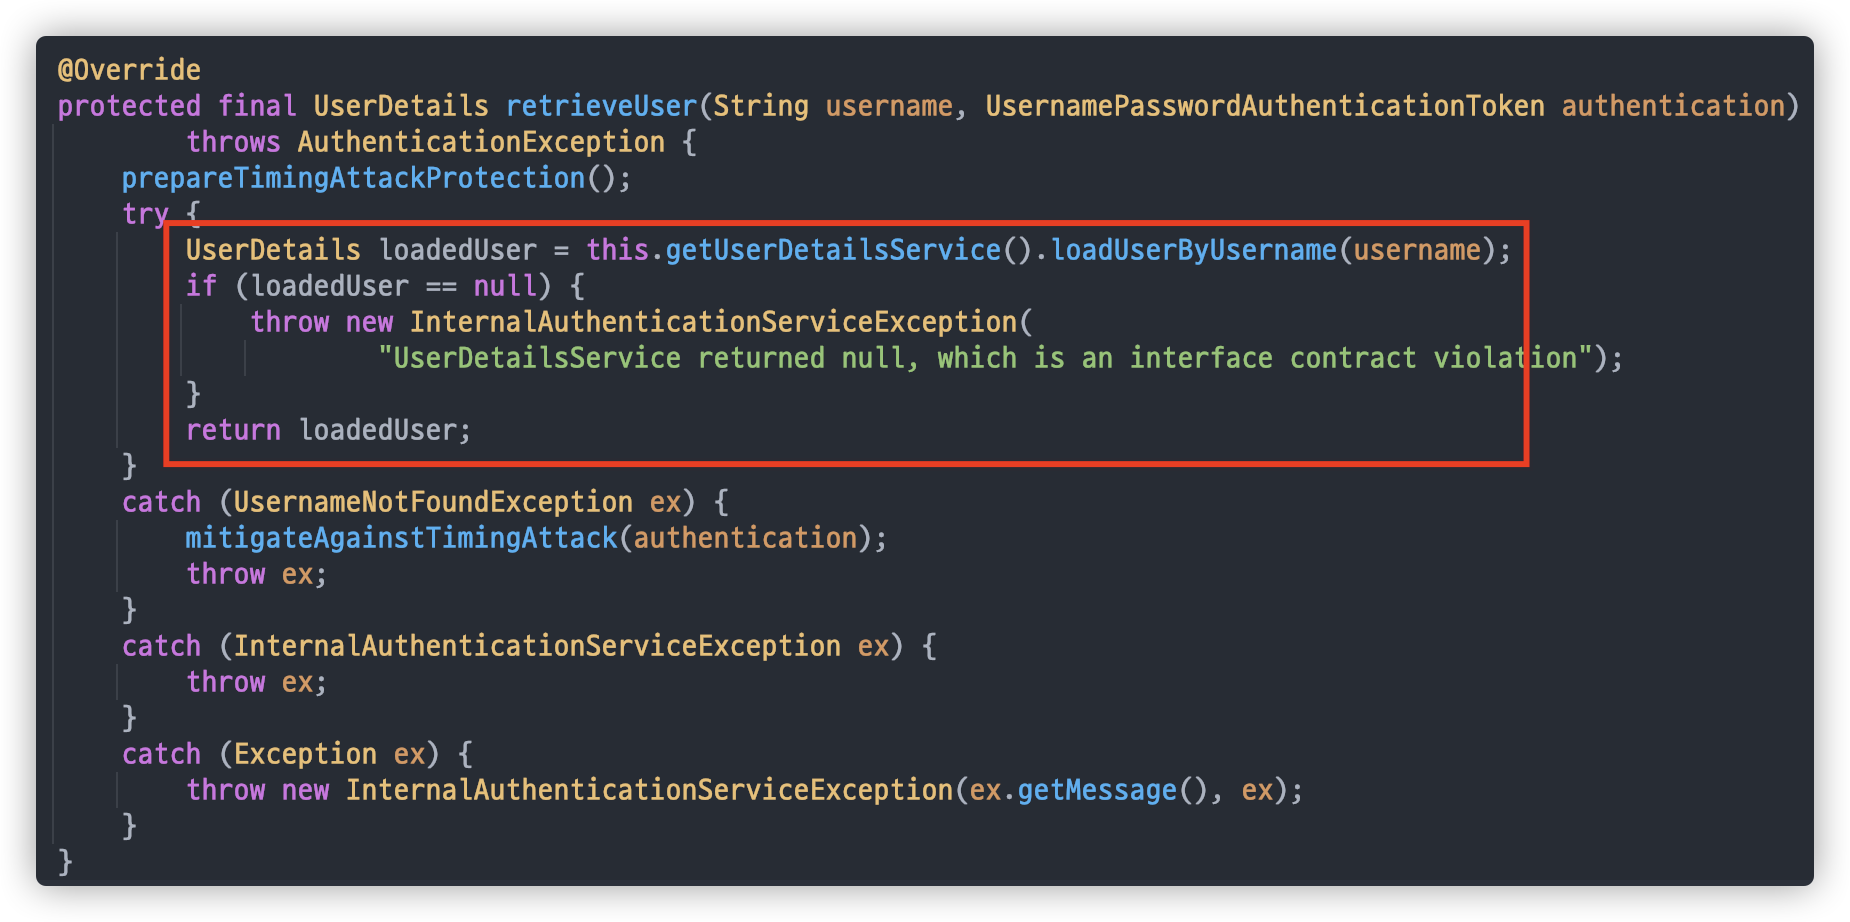 @Override
protected final UserDetails retrieveUser(String username, UsernamePasswordAuthenticationToken authentication)
        throws AuthenticationException {
    prepareTimingAttackProtection();
    try {
        UserDetails loadedUser = this.getUserDetailsService().loadUserByUsername(username);
        if (loadedUser == null) {
            throw new InternalAuthenticationServiceException(
                    "UserDetailsService returned null, which is an interface contract violation");
        }
        return loadedUser;
    }
    catch (UsernameNotFoundException ex) {
        mitigateAgainstTimingAttack(authentication);
        throw ex;
    }
    catch (InternalAuthenticationServiceException ex) {
        throw ex;
    }
    catch (Exception ex) {
        throw new InternalAuthenticationServiceException(ex.getMessage(), ex);
    }
}